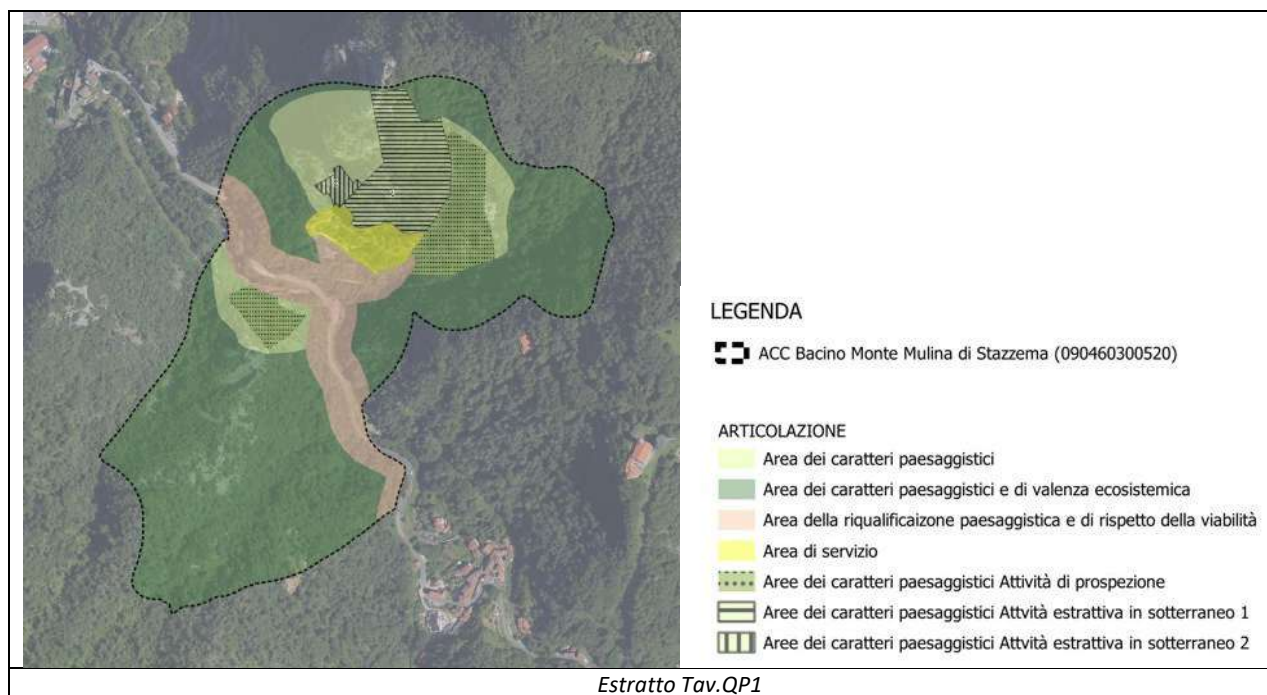 LEGENDA
ACC Bacino Monte Mulina di Stazzema (090460300520)
ARTICOLAZIONE
Area dei caratteri paesaggistici
Area dei caratteri paesaggistici e di valenza ecosistemica
Area della riqualificaizone paesaggistica e di rispetto della viabilità
Area di servizio
Aree dei caratteri paesaggistici Attività di prospezione
Aree dei caratteri paesaggistici Attvità estrattiva in sotterraneo 1
Aree dei caratteri paesaggistici Attvità estrattiva in sotterraneo 2
Estratto Tav.QP1